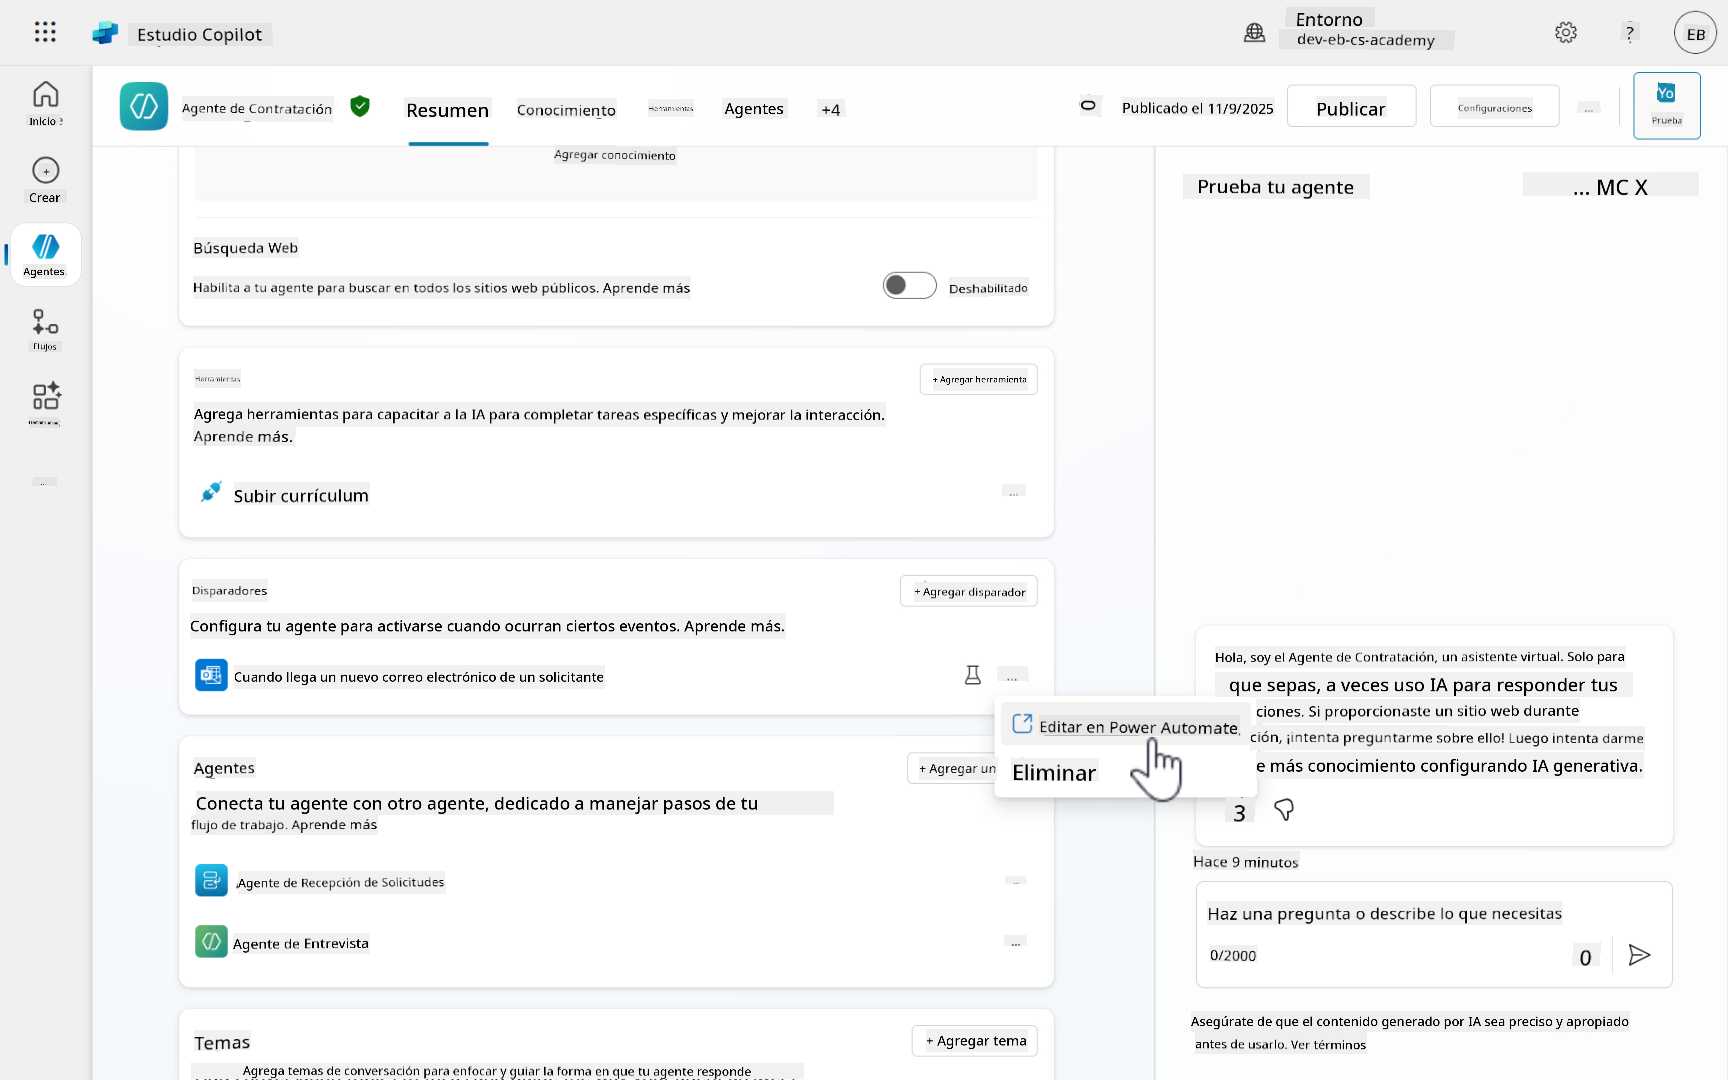 Estudio Copilot
Entorno
dev-eb-cs-academy
?
EB
Inicio
Crear
Agentes
Flujos
...
Agente de Contratación
Resumen
Conocimiento
Herramientas
Agentes
+4
Publicado el 11/9/2025
Publicar
Configuraciones
...
Yo
Prueba
Agregar conocimiento
Búsqueda Web
Habilita a tu agente para buscar en todos los sitios web públicos. Aprende más
Deshabilitado
Herramientas
+ Agregar herramienta
Agrega herramientas para capacitar a la IA para completar tareas específicas y mejorar la interacción.
Aprende más.
Subir currículum
...
Disparadores
+ Agregar disparador
Configura tu agente para activarse cuando ocurran ciertos eventos. Aprende más.
Cuando llega un nuevo correo electrónico de un solicitante
...
Editar en Power Automate
Eliminar
Agentes
+ Agregar un
Conecta tu agente con otro agente, dedicado a manejar pasos de tu
flujo de trabajo. Aprende más
Agente de Recepción de Solicitudes
...
Agente de Entrevista
...
Temas
+ Agregar tema
Agrega temas de conversación para enfocar y guiar la forma en que tu agente responde
Prueba tu agente
... MC X
Hola, soy el Agente de Contratación, un asistente virtual. Solo para
que sepas, a veces uso IA para responder tus
ciones. Si proporcionaste un sitio web durante
ción, ¡intenta preguntarme sobre ello! Luego intenta darme
e más conocimiento configurando IA generativa.
3
Hace 9 minutos
Haz una pregunta o describe lo que necesitas
0/2000
0
Asegúrate de que el contenido generado por IA sea preciso y apropiado
antes de usarlo. Ver términos